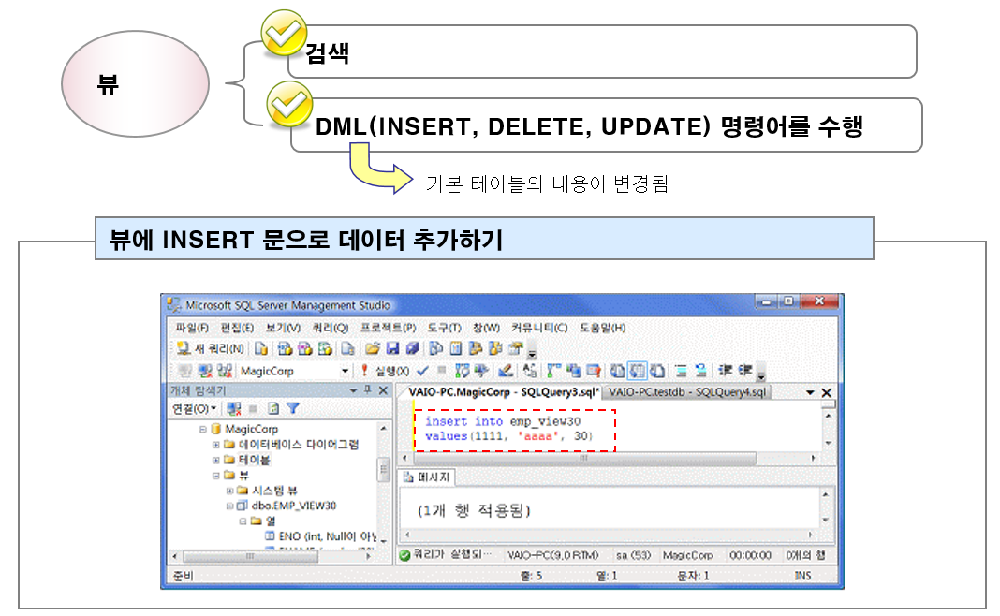 뷰
검색
DML(INSERT, DELETE, UPDATE) 명령어를 수행
기본 테이블의 내용이 변경됨
뷰에 INSERT 문으로 데이터 추가하기
Microsoft SQL Server Management Studio
파일(F) 편집(E) 보기(V) 쿼리(Q) 프로젝트(P) 도구(T) 창(W) 커뮤니티(C) 도움말(H)
새 쿼리(N)
MagicCorp 실행(X)
개체 탐색기
연결(O)
MagicCorp
데이터베이스 다이어그램
테이블
뷰
시스템 뷰
dbo.EMP_VIEW30
열
ENO (int, Null이
VAIO-PC.MagicCorp - SQLQuery3.sql* VAIO-PC.testdb - SQLQuery4.sql
insert into emp_view30
values(1111, 'aaaa', 30)
메시지
(1개 행 적용됨)
쿼리가 실행되… VAIO-PC(9.0 RTM) sa (53) MagicCorp 00:00:00 0개의 행
준비 줄: 5 열: 1 문자: 1 INS